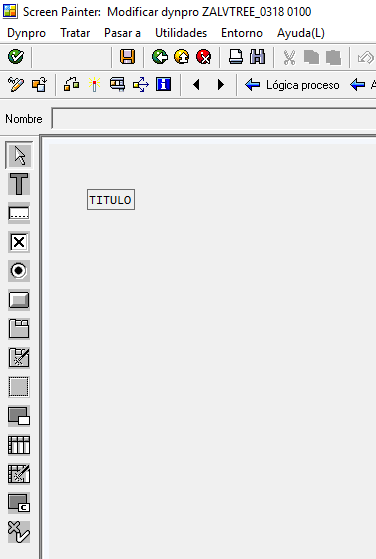 Screen Painter: Modificar dynpro ZALVTREE_0318 0100
Dynpro Tratar Pasar a Utilidades Entorno Ayuda(L)
Lógica proceso A
Nombre
TITULO
T
C